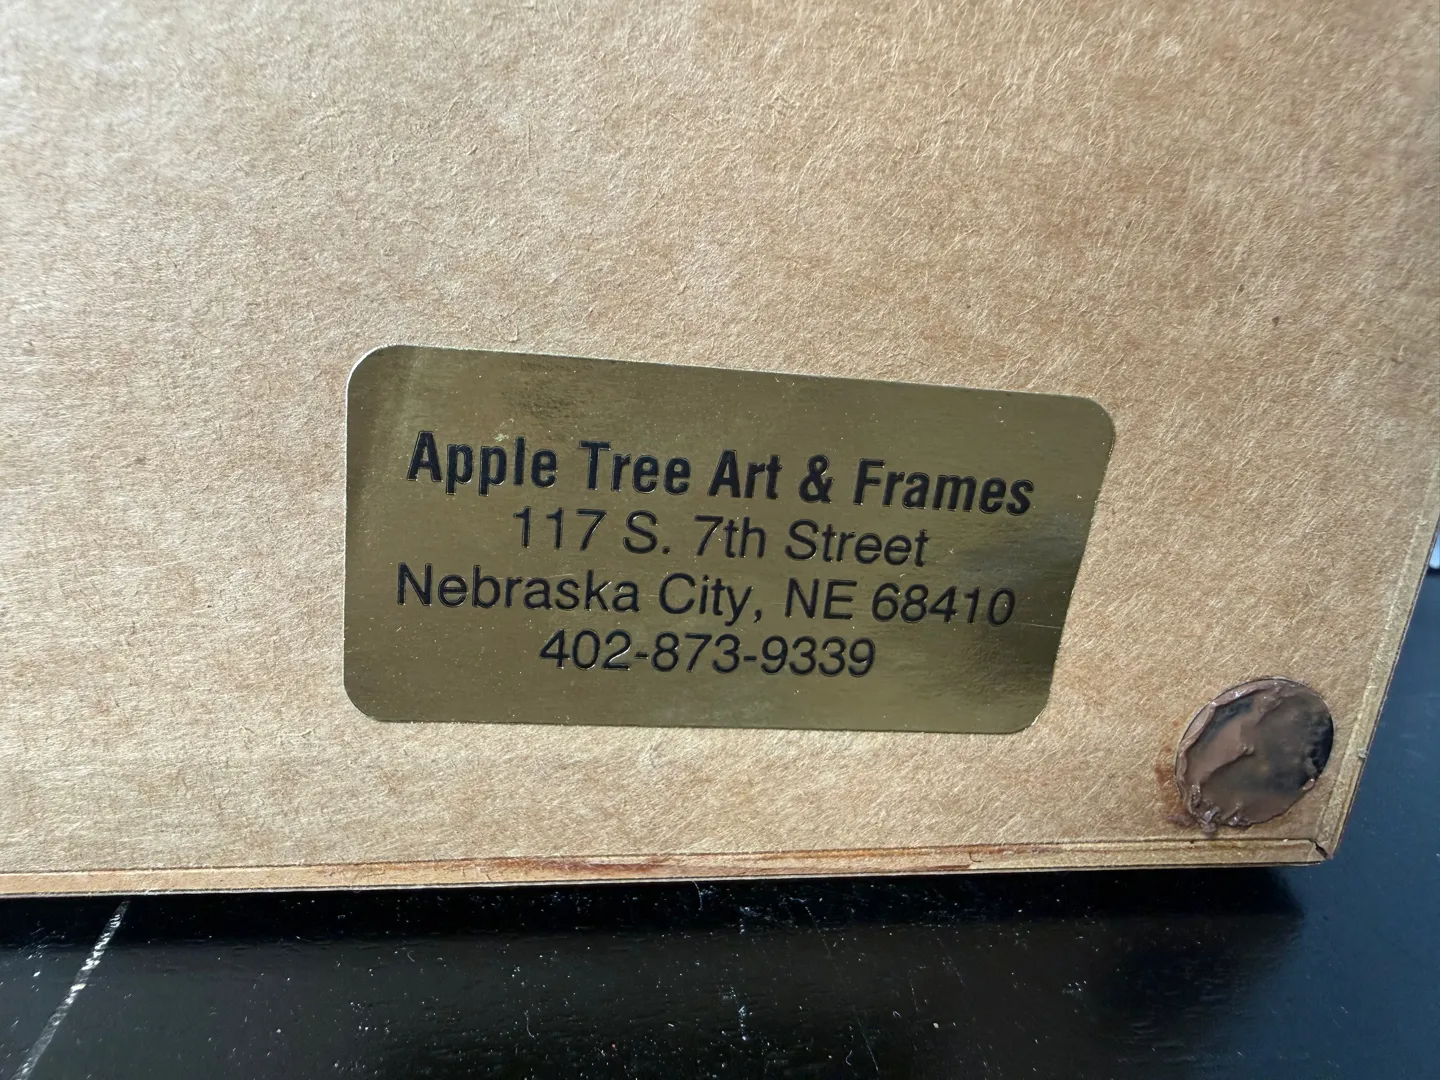 Apple Tree Art & Frames
117 S. 7th Street
Nebraska City, NE 68410
402-873-9339